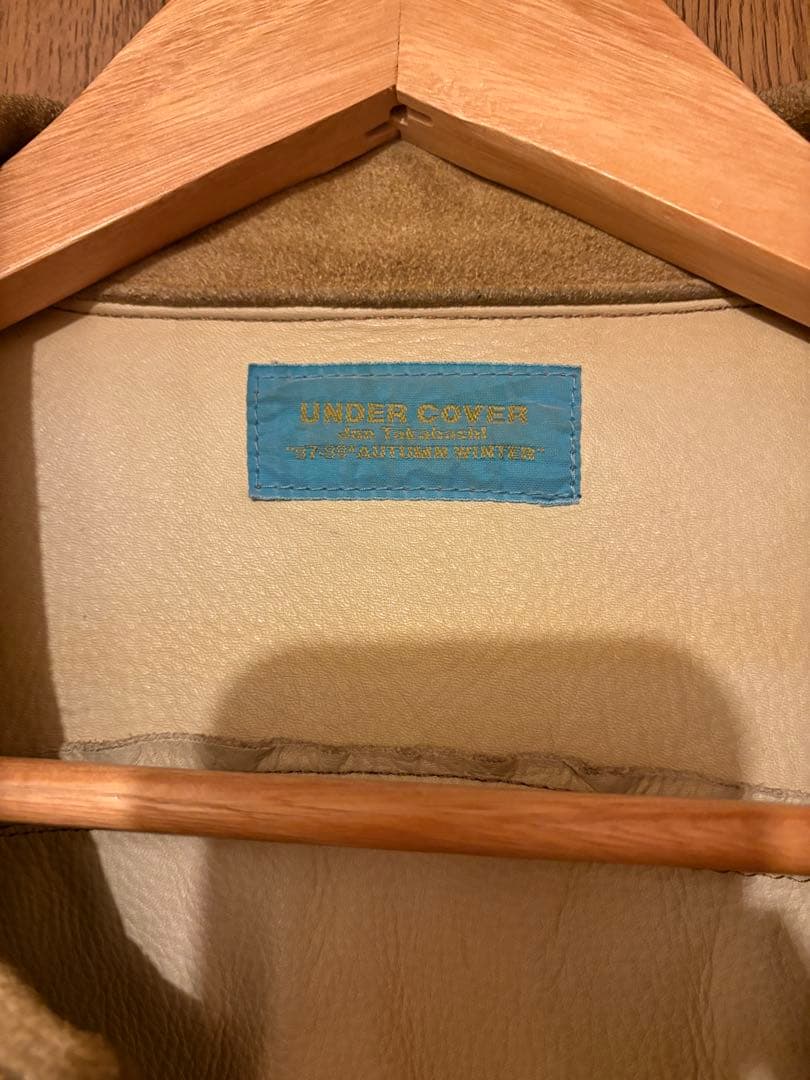 UNDER COVER
Jun Takahashi
"97-98" AUTUMN WINTER"